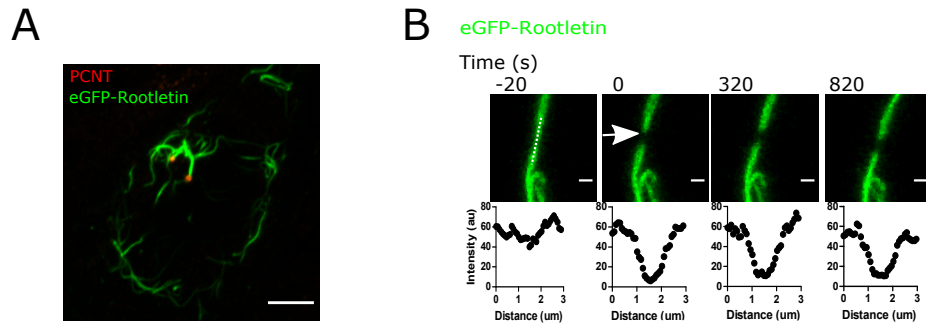 A
PCNT
eGFP-Rootletin
B
eGFP-Rootletin
Time (s)
-20 0 320 820
Intensity (au)
80 80 80 80
60 60 60 60
40 40 40 40
20 20 20 20
0 0 0 0
0 1 2 3 0 1 2 3 0 1 2 3 0 1 2 3
Distance (um) Distance (um) Distance (um) Distance (um)